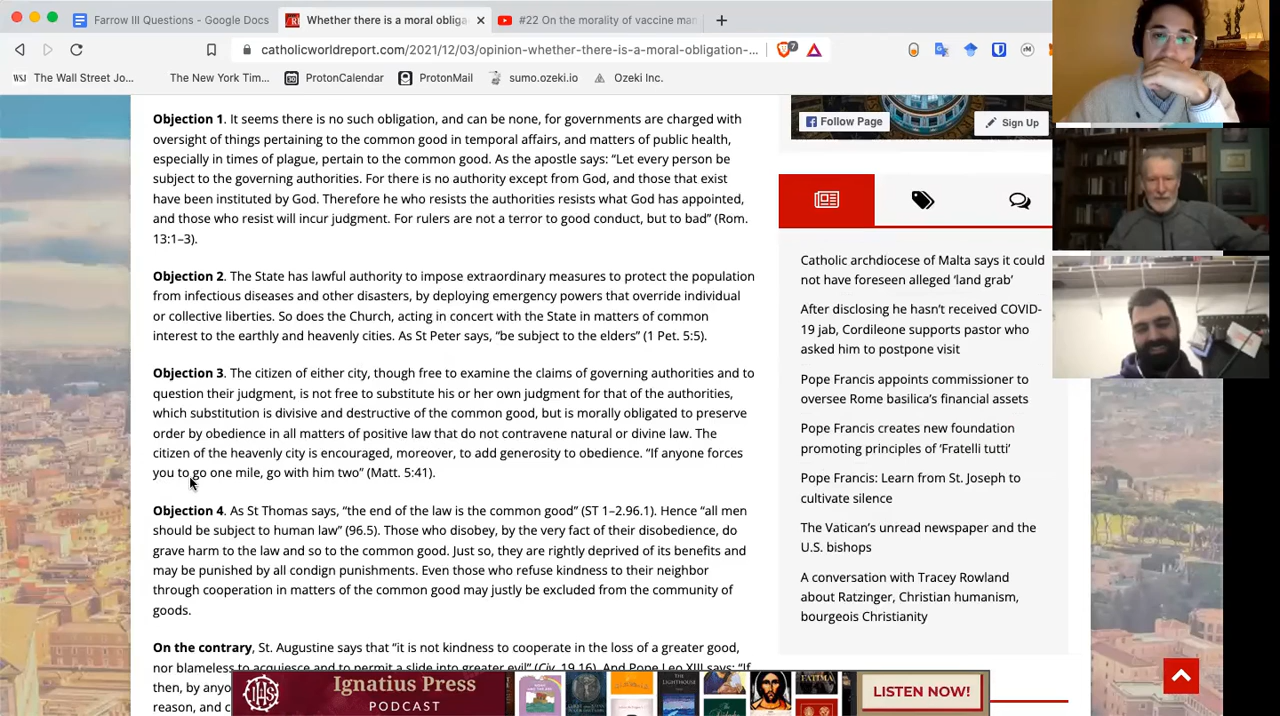 Farrow III Questions - Google Docs
Whether there is a moral obliga
#22 On the morality of vaccine man
catholicworldreport.com/2021/12/03/opinion-whether-there-is-a-moral-obligation-...
7
WSJ The Wall Street Jo...
The New York Tim...
ProtonCalendar
ProtonMail
sumo.ozeki.io
Ozeki Inc.
Objection 1. It seems there is no such obligation, and can be none, for governments are charged with
oversight of things pertaining to the common good in temporal affairs, and matters of public health,
especially in times of plague, pertain to the common good. As the apostle says: “Let every person be
subject to the governing authorities. For there is no authority except from God, and those that exist
have been instituted by God. Therefore he who resists the authorities resists what God has appointed,
and those who resist will incur judgment. For rulers are not a terror to good conduct, but to bad” (Rom.
13:1–3).
Objection 2. The State has lawful authority to impose extraordinary measures to protect the population
from infectious diseases and other disasters, by deploying emergency powers that override individual
or collective liberties. So does the Church, acting in concert with the State in matters of common
interest to the earthly and heavenly cities. As St Peter says, “be subject to the elders” (1 Pet. 5:5).
Objection 3. The citizen of either city, though free to examine the claims of governing authorities and to
question their judgment, is not free to substitute his or her own judgment for that of the authorities,
which substitution is divisive and destructive of the common good, but is morally obligated to preserve
order by obedience in all matters of positive law that do not contravene natural or divine law. The
citizen of the heavenly city is encouraged, moreover, to add generosity to obedience. “If anyone forces
you to go one mile, go with him two” (Matt. 5:41).
Objection 4. As St Thomas says, “the end of the law is the common good” (ST 1–2.96.1). Hence “all men
should be subject to human law” (96.5). Those who disobey, by the very fact of their disobedience, do
grave harm to the law and so to the common good. Just so, they are rightly deprived of its benefits and
may be punished by all condign punishments. Even those who refuse kindness to their neighbor
through cooperation in matters of the common good may justly be excluded from the community of
goods.
On the contrary, St. Augustine says that “it is not kindness to cooperate in the loss of a greater good,
nor blameless to acquiesce and to permit a slide into greater evil” (Civ. 19.16). And Pope Leo XIII says: “If
then, by anyo
reason, and c
Follow Page
Sign Up
Catholic archdiocese of Malta says it could
not have foreseen alleged ‘land grab’
After disclosing he hasn’t received COVID-
19 jab, Cordileone supports pastor who
asked him to postpone visit
Pope Francis appoints commissioner to
oversee Rome basilica’s financial assets
Pope Francis creates new foundation
promoting principles of ‘Fratelli tutti’
Pope Francis: Learn from St. Joseph to
cultivate silence
The Vatican’s unread newspaper and the
U.S. bishops
A conversation with Tracey Rowland
about Ratzinger, Christian humanism,
bourgeois Christianity
IHS
Ignatius Press
PODCAST
FATIMA
LISTEN NOW!